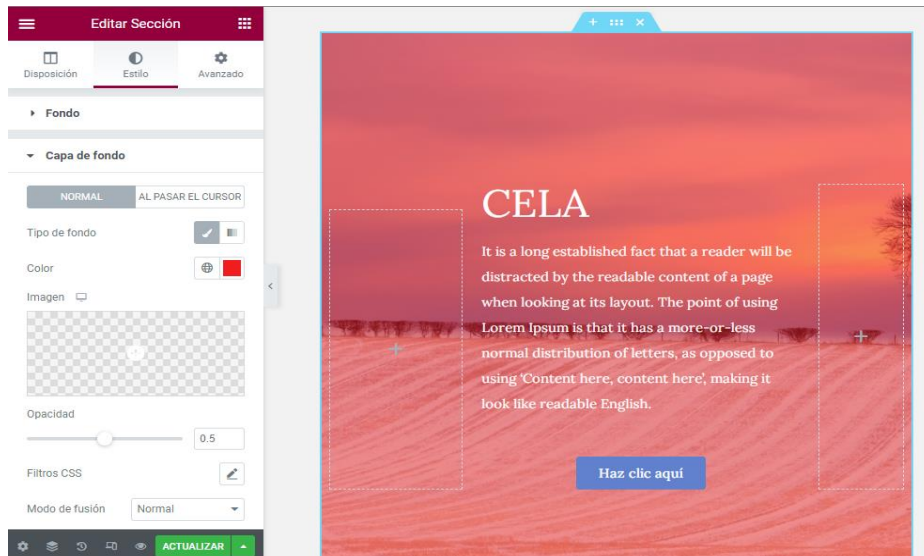 Editar Sección
Disposición
Estilo
Avanzado
Fondo
Capa de fondo
NORMAL
AL PASAR EL CURSOR
Tipo de fondo
Color
Imagen
Opacidad
0.5
Filtros CSS
Modo de fusión
Normal
ACTUALIZAR
CELA
It is a long established fact that a reader will be
distracted by the readable content of a page
when looking at its layout. The point of using
Lorem Ipsum is that it has a more-or-less
normal distribution of letters, as opposed to
using ‘Content here, content here’, making it
look like readable English.
Haz clic aquí